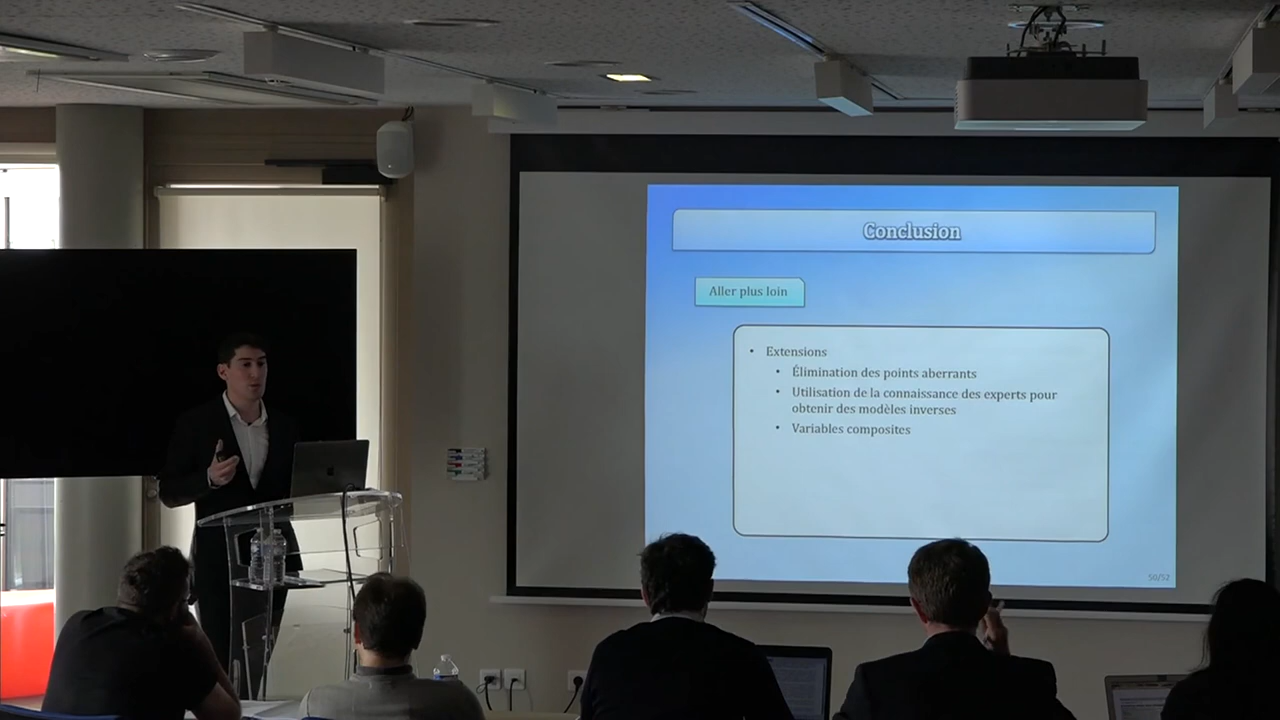 Conclusion
Aller plus loin
• Extensions
• Élimination des points aberrants
• Utilisation de la connaissance des experts pour
obtenir des modèles inverses
• Variables composites
50/52